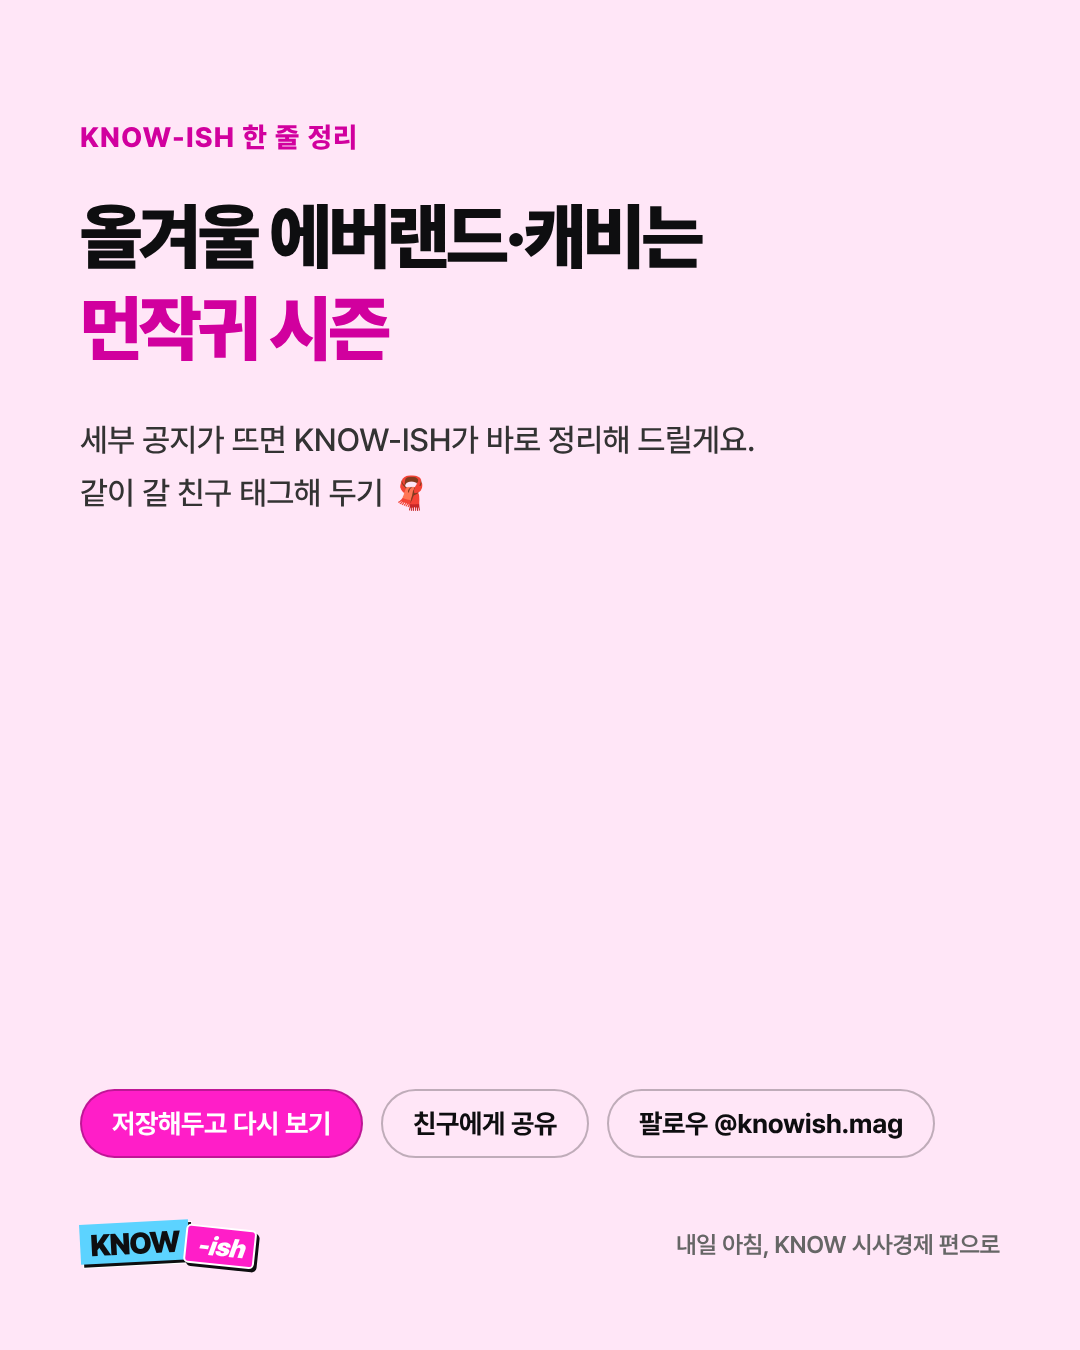 KNOW-ISH 한 줄 정리
올겨울 에버랜드·캐비는
먼작귀 시즌
세부 공지가 뜨면 KNOW-ISH가 바로 정리해 드릴게요.
같이 갈 친구 태그해 두기 🧣
저장해두고 다시 보기
친구에게 공유
팔로우 @knowish.mag
KNOW -ish
내일 아침, KNOW 시사경제 편으로